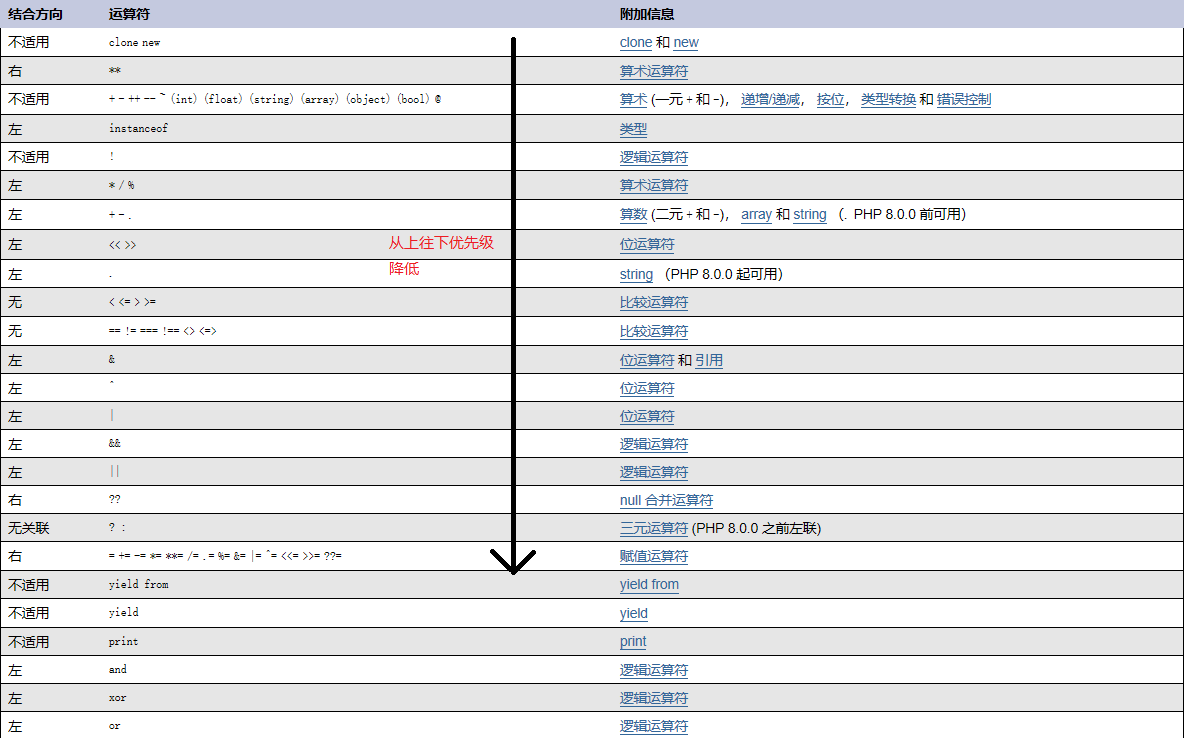 结合方向 运算符 附加信息
不适用 clone new clone 和 new
右 ** 算术运算符
不适用 + - ++ -- ~ (int) (float) (string) (array) (object) (bool) @ 算术 (一元 + 和 -)， 递增/递减， 按位， 类型转换 和 错误控制
左 instanceof 类型
不适用 ! 逻辑运算符
左 * / % 算术运算符
左 + - . 算数 (二元 + 和 -)， array 和 string （. PHP 8.0.0 前可用）
左 << >> 从上往下优先级 位运算符
降低
左 . string （PHP 8.0.0 起可用）
无 < <= > >= 比较运算符
无 == != === !== <> <=> 比较运算符
左 & 位运算符 和 引用
左 ^ 位运算符
左 | 位运算符
左 && 逻辑运算符
左 || 逻辑运算符
右 ?? null 合并运算符
无关联 ? : 三元运算符 (PHP 8.0.0 之前左联)
右 = += -= *= **= /= .= %= &= |= ^= <<= >>= ??= 赋值运算符
不适用 yield from yield from
不适用 yield yield
不适用 print print
左 and 逻辑运算符
左 xor 逻辑运算符
左 or 逻辑运算符